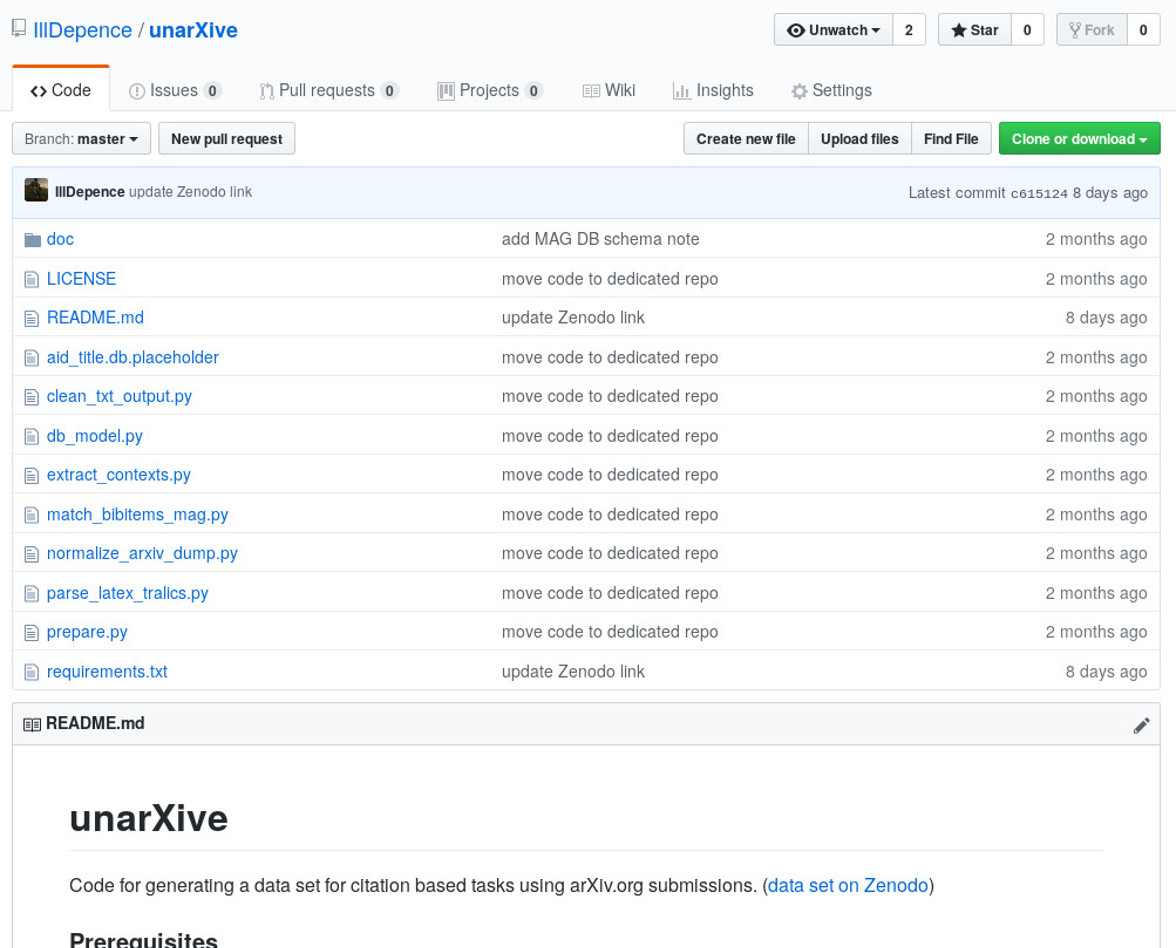 IllDepence / unarXive Unwatch 2 Star 0 Fork 0
Code Issues 0 Pull requests 0 Projects 0 Wiki Insights Settings
Branch: master New pull request Create new file Upload files Find File Clone or download
IllDepence update Zenodo link Latest commit c615124 8 days ago
doc add MAG DB schema note 2 months ago
LICENSE move code to dedicated repo 2 months ago
README.md update Zenodo link 8 days ago
aid_title.db.placeholder move code to dedicated repo 2 months ago
clean_txt_output.py move code to dedicated repo 2 months ago
db_model.py move code to dedicated repo 2 months ago
extract_contexts.py move code to dedicated repo 2 months ago
match_bibitems_mag.py move code to dedicated repo 2 months ago
normalize_arxiv_dump.py move code to dedicated repo 2 months ago
parse_latex_tralics.py move code to dedicated repo 2 months ago
prepare.py move code to dedicated repo 2 months ago
requirements.txt update Zenodo link 8 days ago
README.md
unarXive
Code for generating a data set for citation based tasks using arXiv.org submissions. (data set on Zenodo)
Prerequisites